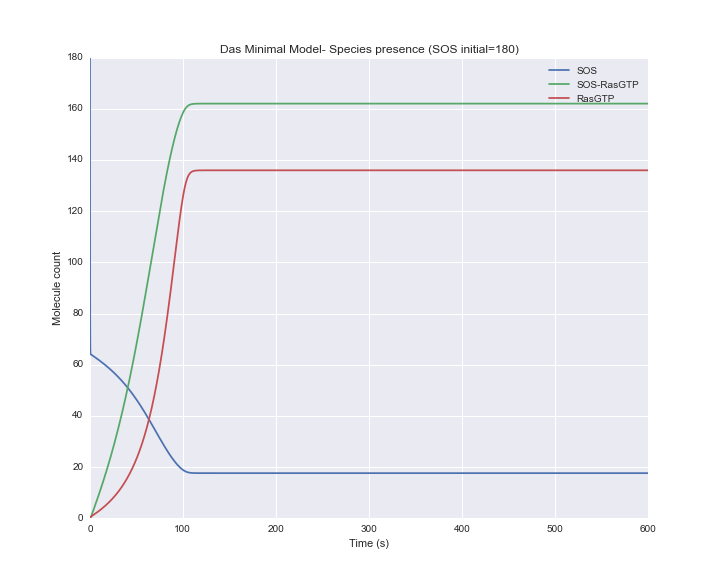 Das Minimal Model- Species presence (SOS initial=180)
180
160
140
120
100
80
60
40
20
0
Molecule count
SOS
SOS-RasGTP
RasGTP
0 100 200 300 400 500 600
Time (s)